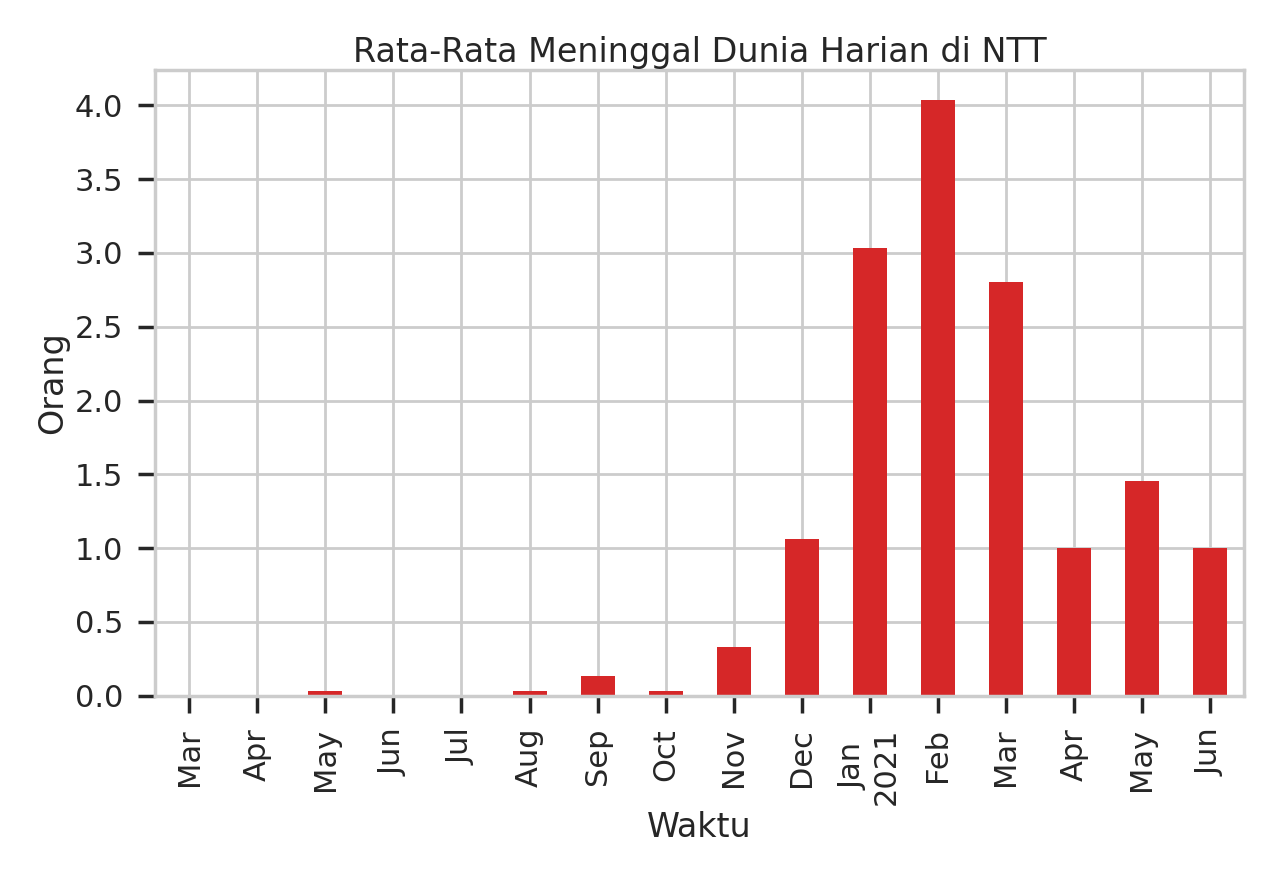 Rata-Rata Meninggal Dunia Harian di NTT
Orang
4.0
3.5
3.0
2.5
2.0
1.5
1.0
0.5
0.0
Mar
Apr
May
Jun
Jul
Aug
Sep
Oct
Nov
Dec
Jan
2021
Feb
Mar
Apr
May
Jun
Waktu